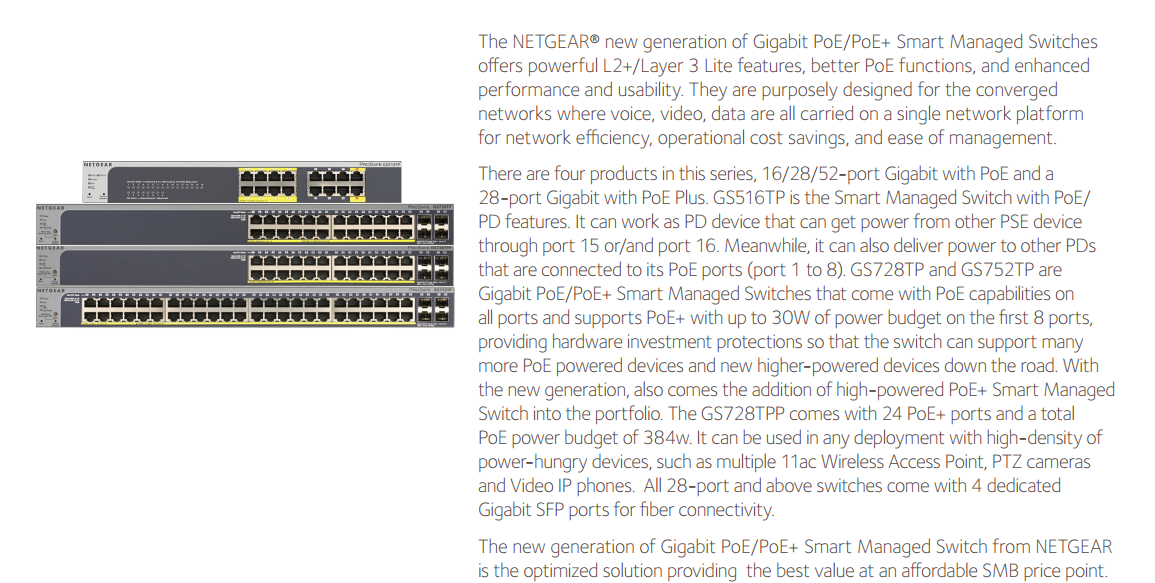 NETGEAR
NETGEAR
NETGEAR
NETGEAR
The NETGEAR® new generation of Gigabit PoE/PoE+ Smart Managed Switches
offers powerful L2+/Layer 3 Lite features, better PoE functions, and enhanced
performance and usability. They are purposely designed for the converged
networks where voice, video, data are all carried on a single network platform
for network efficiency, operational cost savings, and ease of management.
There are four products in this series, 16/28/52-port Gigabit with PoE and a
28-port Gigabit with PoE Plus. GS516TP is the Smart Managed Switch with PoE/
PD features. It can work as PD device that can get power from other PSE device
through port 15 or/and port 16. Meanwhile, it can also deliver power to other PDs
that are connected to its PoE ports (port 1 to 8). GS728TP and GS752TP are
Gigabit PoE/PoE+ Smart Managed Switches that come with PoE capabilities on
all ports and supports PoE+ with up to 30W of power budget on the first 8 ports,
providing hardware investment protections so that the switch can support many
more PoE powered devices and new higher-powered devices down the road. With
the new generation, also comes the addition of high-powered PoE+ Smart Managed
Switch into the portfolio. The GS728TPP comes with 24 PoE+ ports and a total
PoE power budget of 384w. It can be used in any deployment with high-density of
power-hungry devices, such as multiple 11ac Wireless Access Point, PTZ cameras
and Video IP phones.  All 28-port and above switches come with 4 dedicated
Gigabit SFP ports for fiber connectivity.
The new generation of Gigabit PoE/PoE+ Smart Managed Switch from NETGEAR
is the optimized solution providing  the best value at an affordable SMB price point.